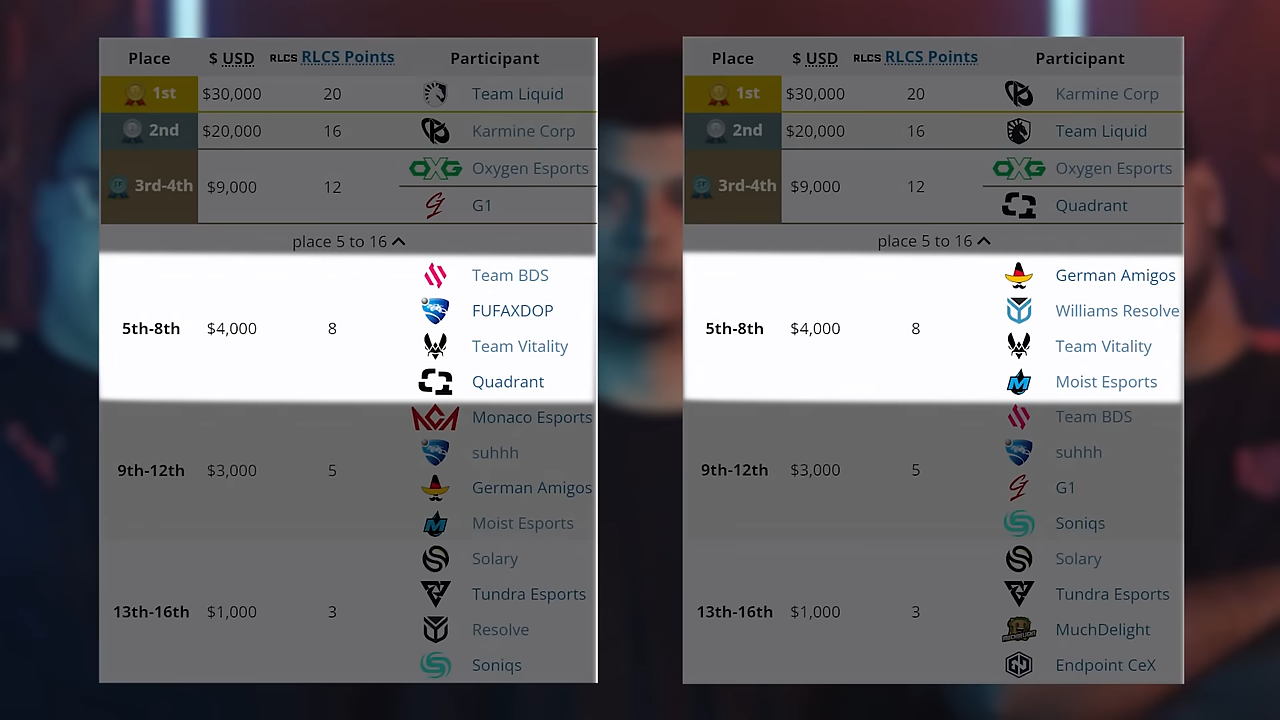 Place $ USD RLCS RLCS Points Participant
1st $30,000 20 Team Liquid
2nd $20,000 16 Karmine Corp
3rd-4th $9,000 12 OXG Oxygen Esports
G1
place 5 to 16
5th-8th $4,000 8 Team BDS
FUFAXDOP
Team Vitality
Quadrant
9th-12th $3,000 5 Monaco Esports
suhhh
German Amigos
Moist Esports
13th-16th $1,000 3 Solary
Tundra Esports
Resolve
Soniqs
Place $ USD RLCS RLCS Points Participant
1st $30,000 20 Karmine Corp
2nd $20,000 16 Team Liquid
3rd-4th $9,000 12 OXG Oxygen Esports
Quadrant
place 5 to 16
5th-8th $4,000 8 German Amigos
Williams Resolve
Team Vitality
Moist Esports
9th-12th $3,000 5 Team BDS
suhhh
G1
Soniqs
13th-16th $1,000 3 Solary
Tundra Esports
MuchDelight
Endpoint CeX